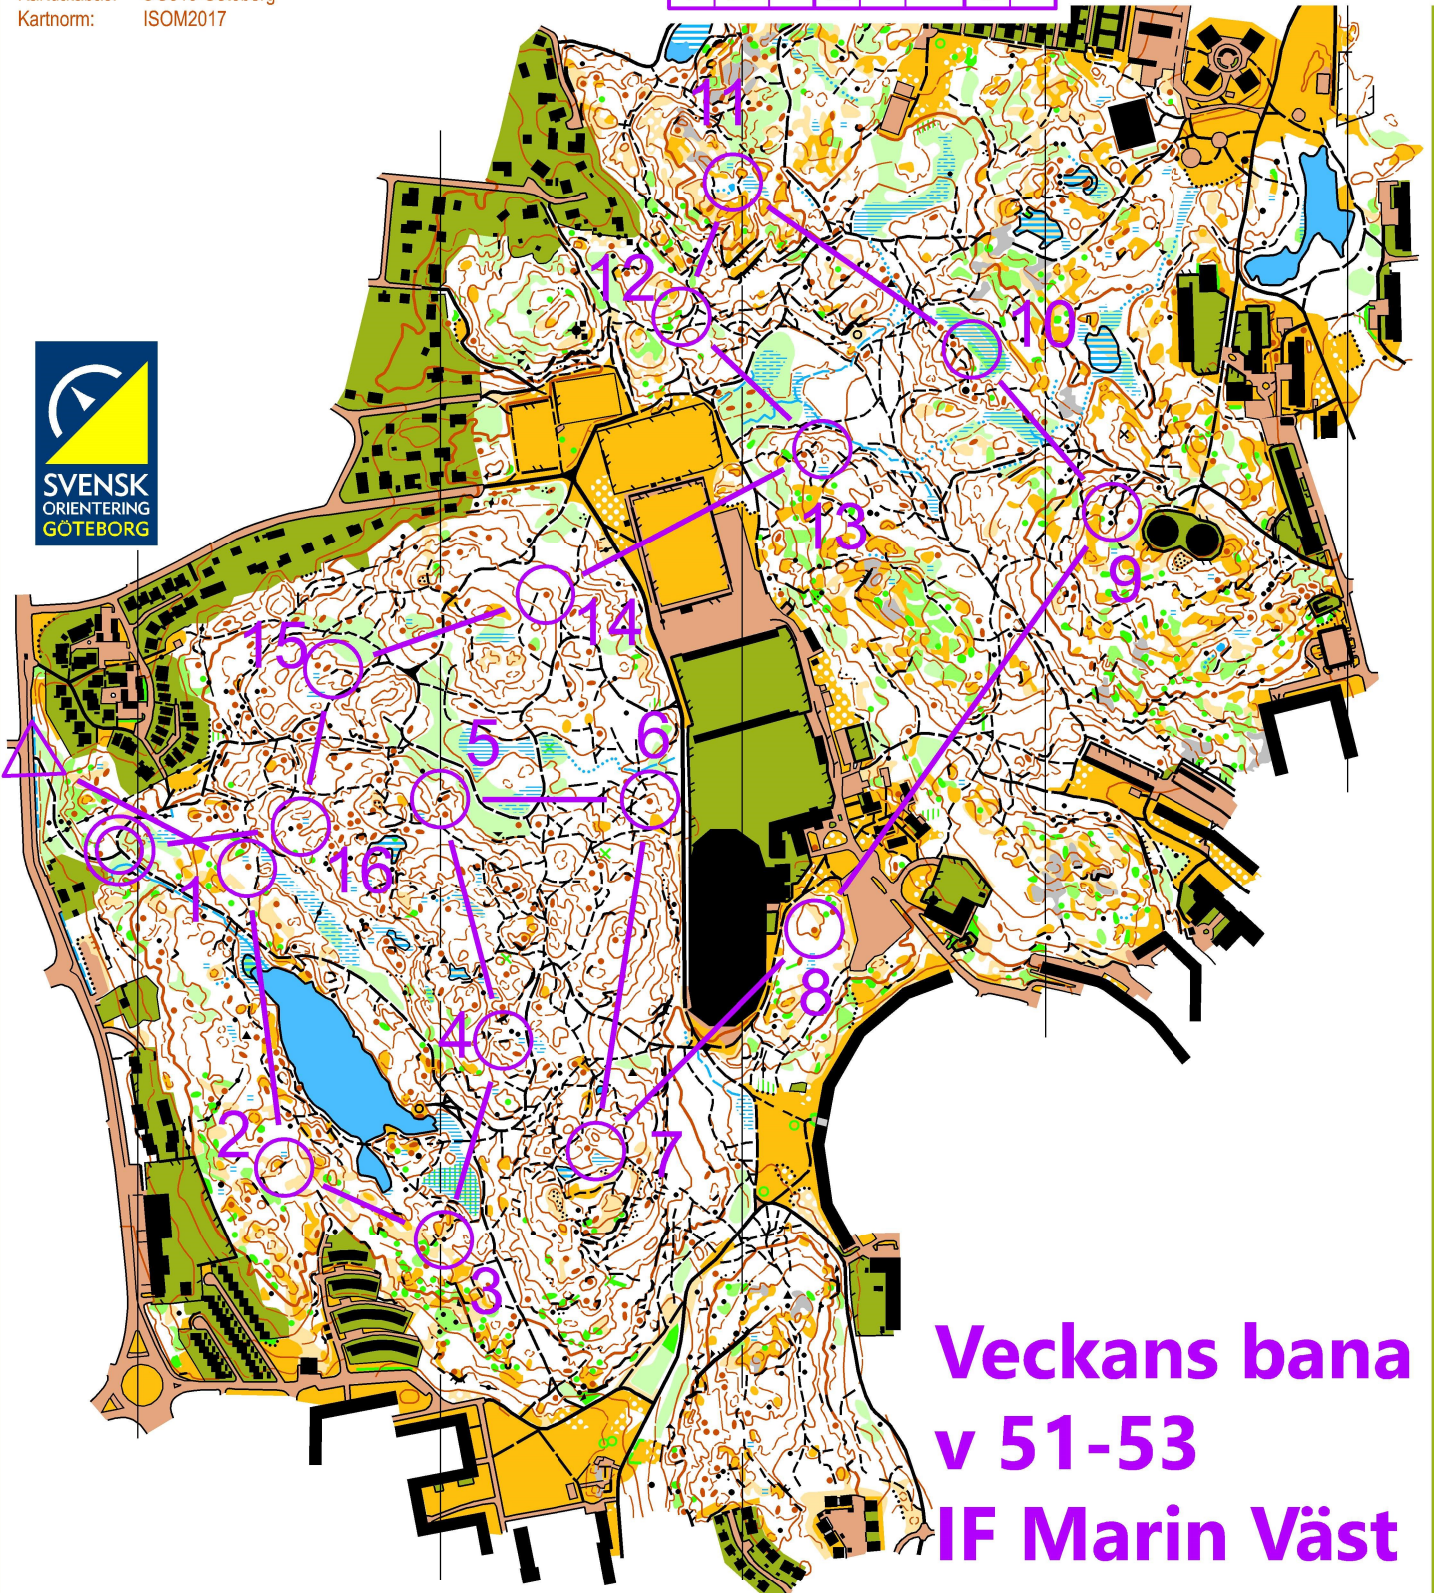 Kartnorm: ISOM2017
11
12
10
SVENSK
ORIENTERING
GÖTEBORG
13
9
14
15
5
6
16
1
8
4
2
7
3
Veckans bana
v 51-53
IF Marin Väst